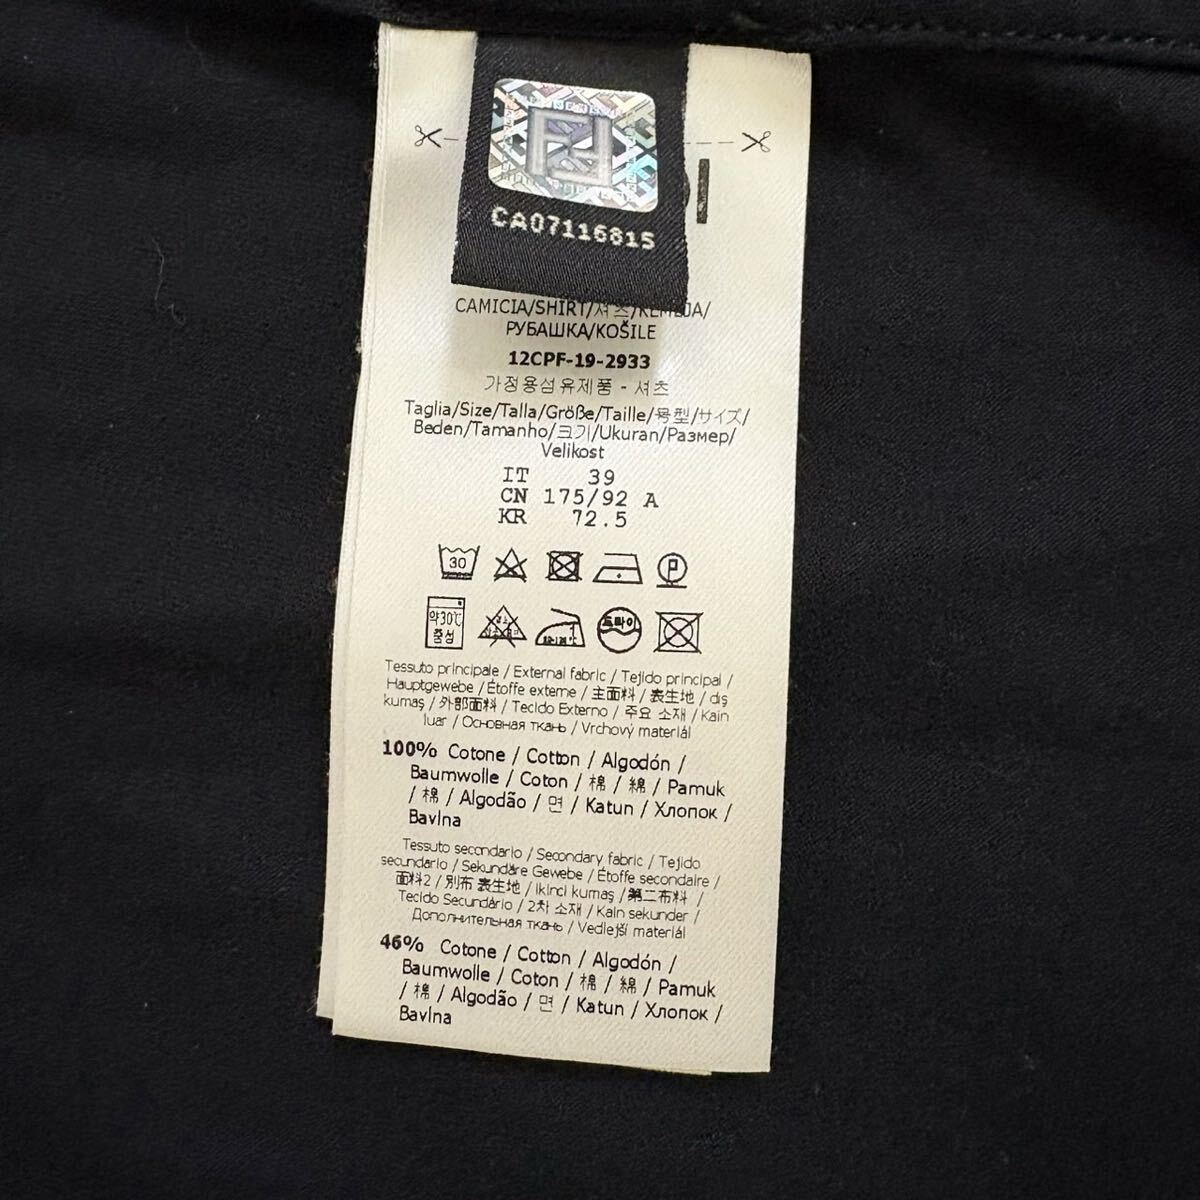 CA07116815
CAMICIA/SHIRT/셔츠/KEMEJA/
РУБАШКА/KOŠILE
12CPF-19-2933
가정용섬유제품 - 셔츠
Taglia/Size/Talla/Größe/Taille/号型/サイズ/
Beden/Tamanho/크기/Ukuran/Размер/
Velikost
IT 39
CN 175/92 A
KR 72.5
30
P
약30℃
중성
드라이
Tessuto principale / External fabric / Tejido principal /
Hauptgewebe / Étoffe externe / 主面料 / 表生地 / dış
kumaş / 外部面料 / Tecido Externo / 주요 소재 / Kain
luar / Основная ткань / Vrchový materiál
100% Cotone / Cotton / Algodón /
Baumwolle / Coton / 棉 / 綿 / Pamuk
/ 棉 / Algodão / 면 / Katun / Хлопок /
Bavlna
Tessuto secondario / Secondary fabric / Tejido
secundario / Sekundäre Gewebe / Étoffe secondaire /
面料2 / 別布 表生地 / İkinci kumaş / 第二布料 /
Tecido Secundário / 2차 소재 / Kain sekunder /
Дополнительная ткань / Vedlejší materiál
46% Cotone / Cotton / Algodón /
Baumwolle / Coton / 棉 / 綿 / Pamuk
/ 棉 / Algodão / 면 / Katun / Хлопок /
Bavlna